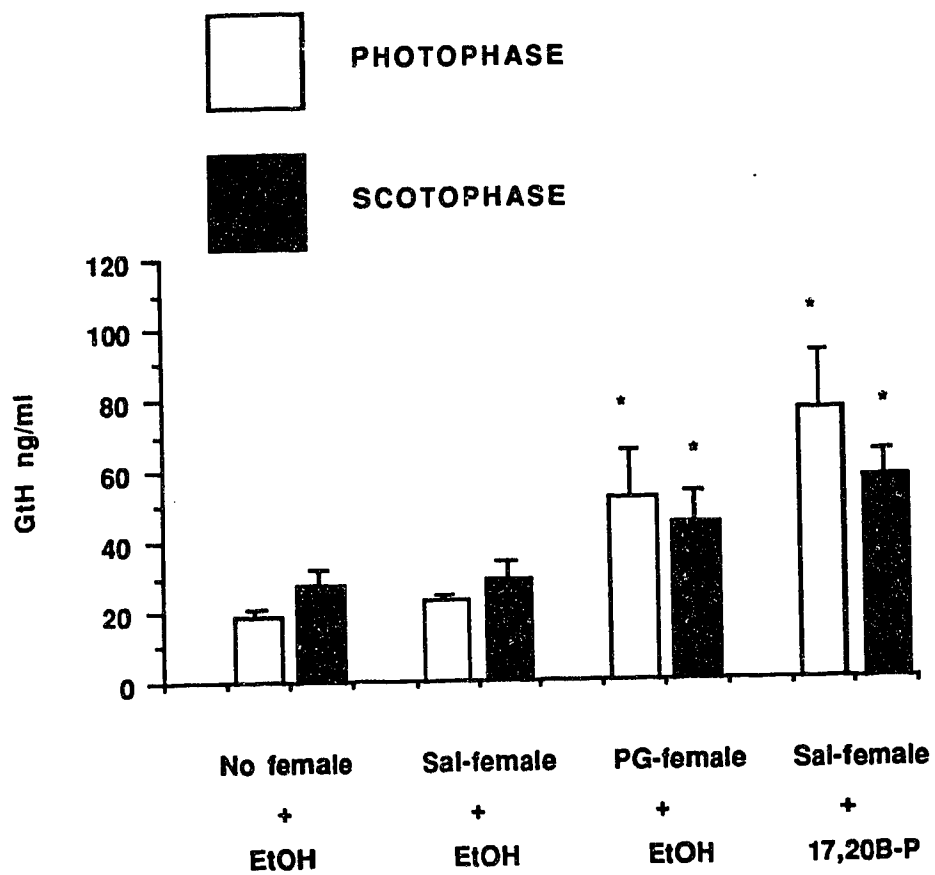 PHOTOPHASE
SCOTOPHASE
120
100
80
60
40
20
0
GtH ng/ml
* * * *
No female + EtOH
Sal-female + EtOH
PG-female + EtOH
Sal-female + 17,20B-P